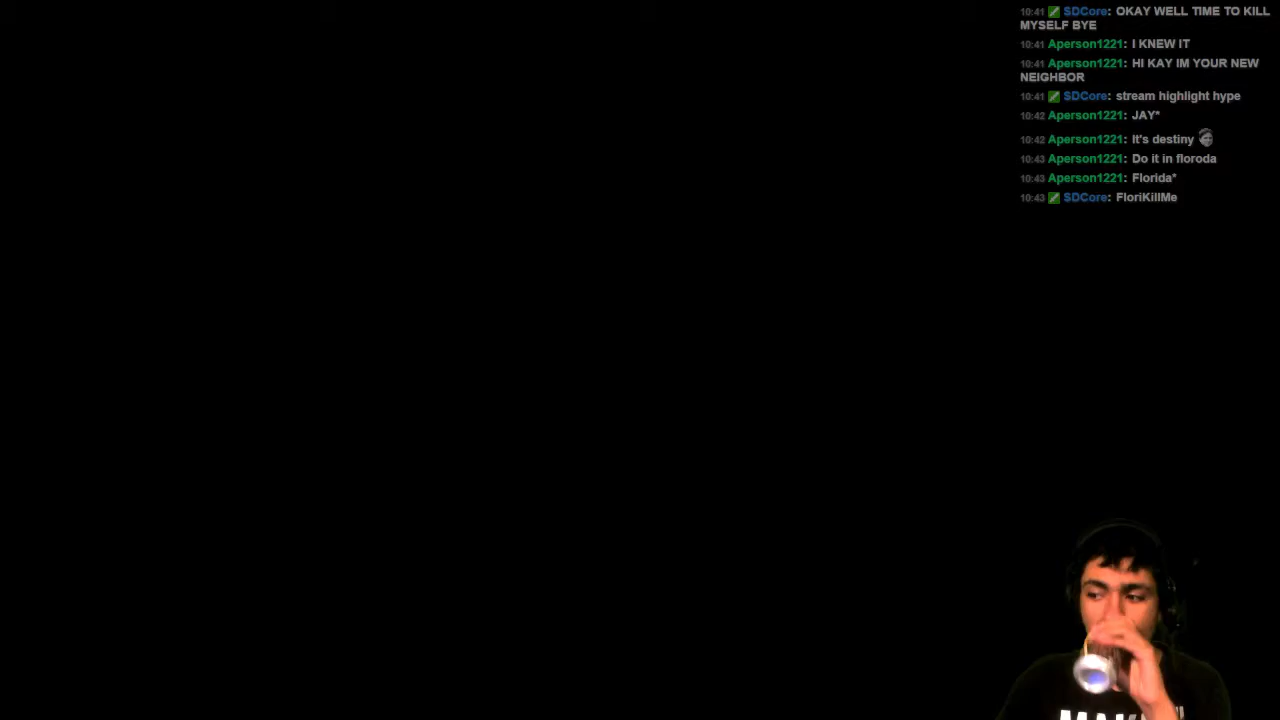 10:41 SDCore: OKAY WELL TIME TO KILL
MYSELF BYE
10:41 Aperson1221: I KNEW IT
10:41 Aperson1221: HI KAY IM YOUR NEW
NEIGHBOR
10:41 SDCore: stream highlight hype
10:42 Aperson1221: JAY*
10:42 Aperson1221: It's destiny
10:43 Aperson1221: Do it in floroda
10:43 Aperson1221: Florida*
10:43 SDCore: FloriKillMe